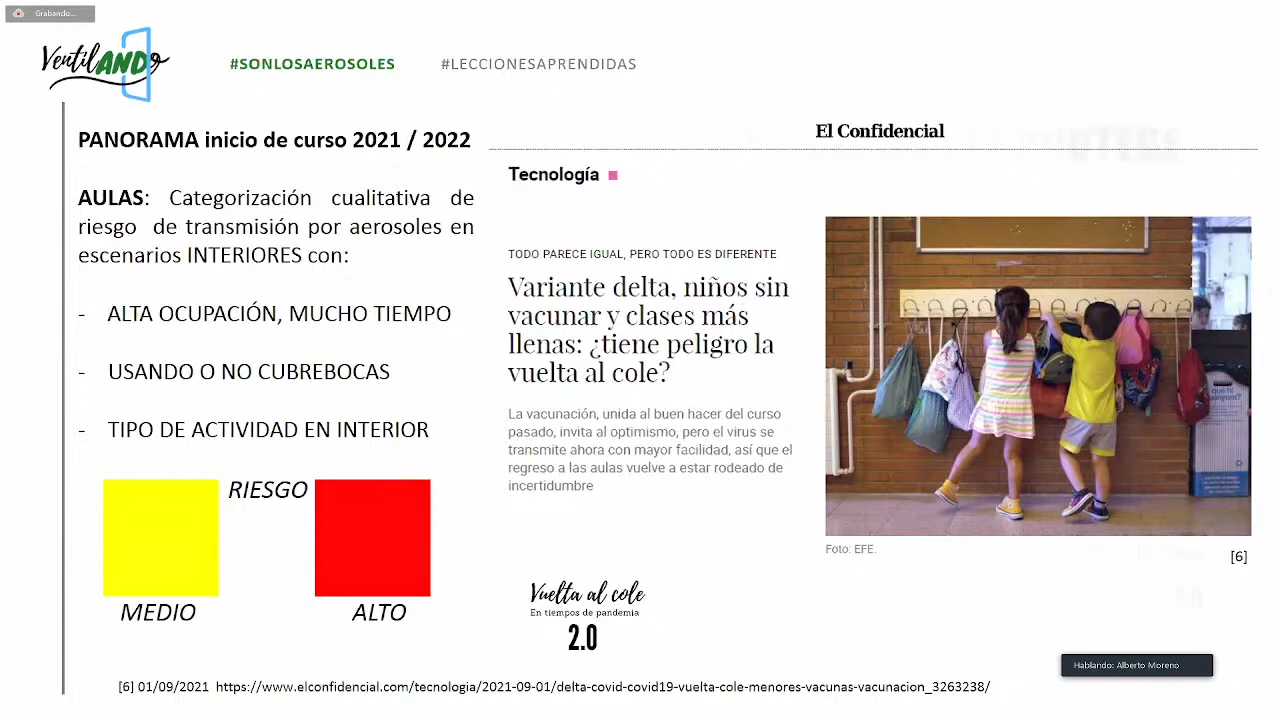 Grabando...
Ventilando
#SONLOSAEROSOLES #LECCIONESAPRENDIDAS
PANORAMA inicio de curso 2021 / 2022
AULAS: Categorización cualitativa de
riesgo de transmisión por aerosoles en
escenarios INTERIORES con:
- ALTA OCUPACIÓN, MUCHO TIEMPO
- USANDO O NO CUBREBOCAS
- TIPO DE ACTIVIDAD EN INTERIOR
RIESGO
MEDIO
ALTO
El Confidencial
Tecnología
TODO PARECE IGUAL, PERO TODO ES DIFERENTE
Variante delta, niños sin
vacunar y clases más
llenas: ¿tiene peligro la
vuelta al cole?
La vacunación, unida al buen hacer del curso
pasado, invita al optimismo, pero el virus se
transmite ahora con mayor facilidad, así que el
regreso a las aulas vuelve a estar rodeado de
incertidumbre
Foto: EFE.
[6]
Vuelta al cole
En tiempos de pandemia
2.0
Hablando: Alberto Moreno
[6] 01/09/2021 https://www.elconfidencial.com/tecnologia/2021-09-01/delta-covid-covid19-vuelta-cole-menores-vacunas-vacunacion_3263238/